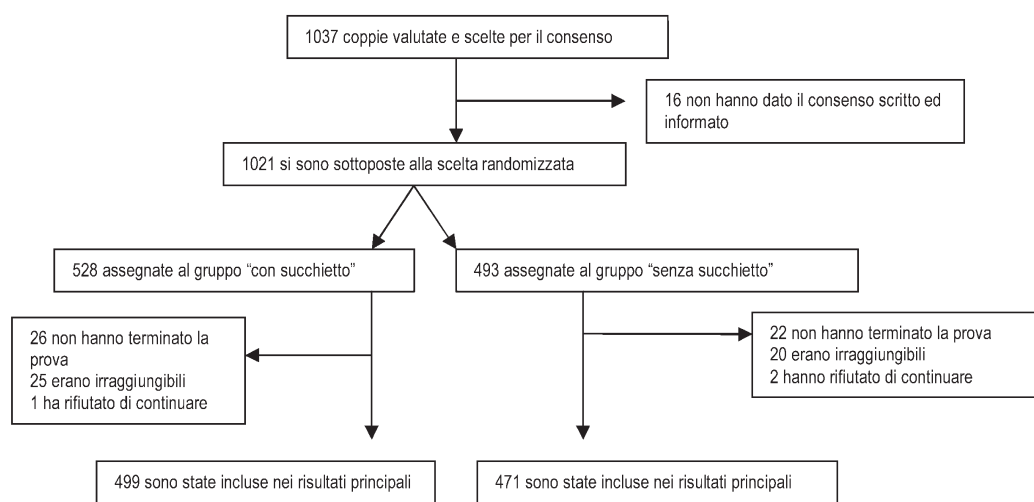 1037 coppie valutate e scelte per il consenso
16 non hanno dato il consenso scritto ed
informato
1021 si sono sottoposte alla scelta randomizzata
528 assegnate al gruppo “con succhietto”
493 assegnate al gruppo “senza succhietto”
26 non hanno terminato la
prova
25 erano irraggiungibili
1 ha rifiutato di continuare
22 non hanno terminato la prova
20 erano irraggiungibili
2 hanno rifiutato di continuare
499 sono state incluse nei risultati principali
471 sono state incluse nei risultati principali